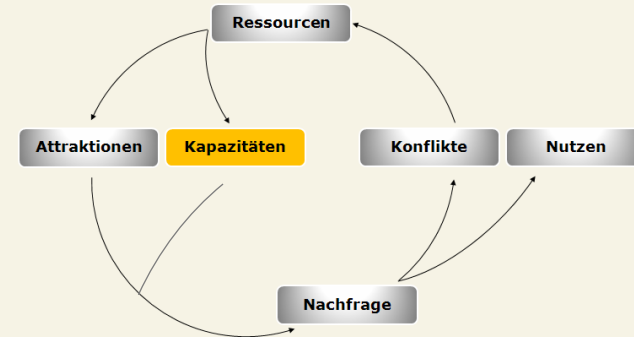 Ressourcen
Attraktionen
Kapazitäten
Konflikte
Nutzen
Nachfrage